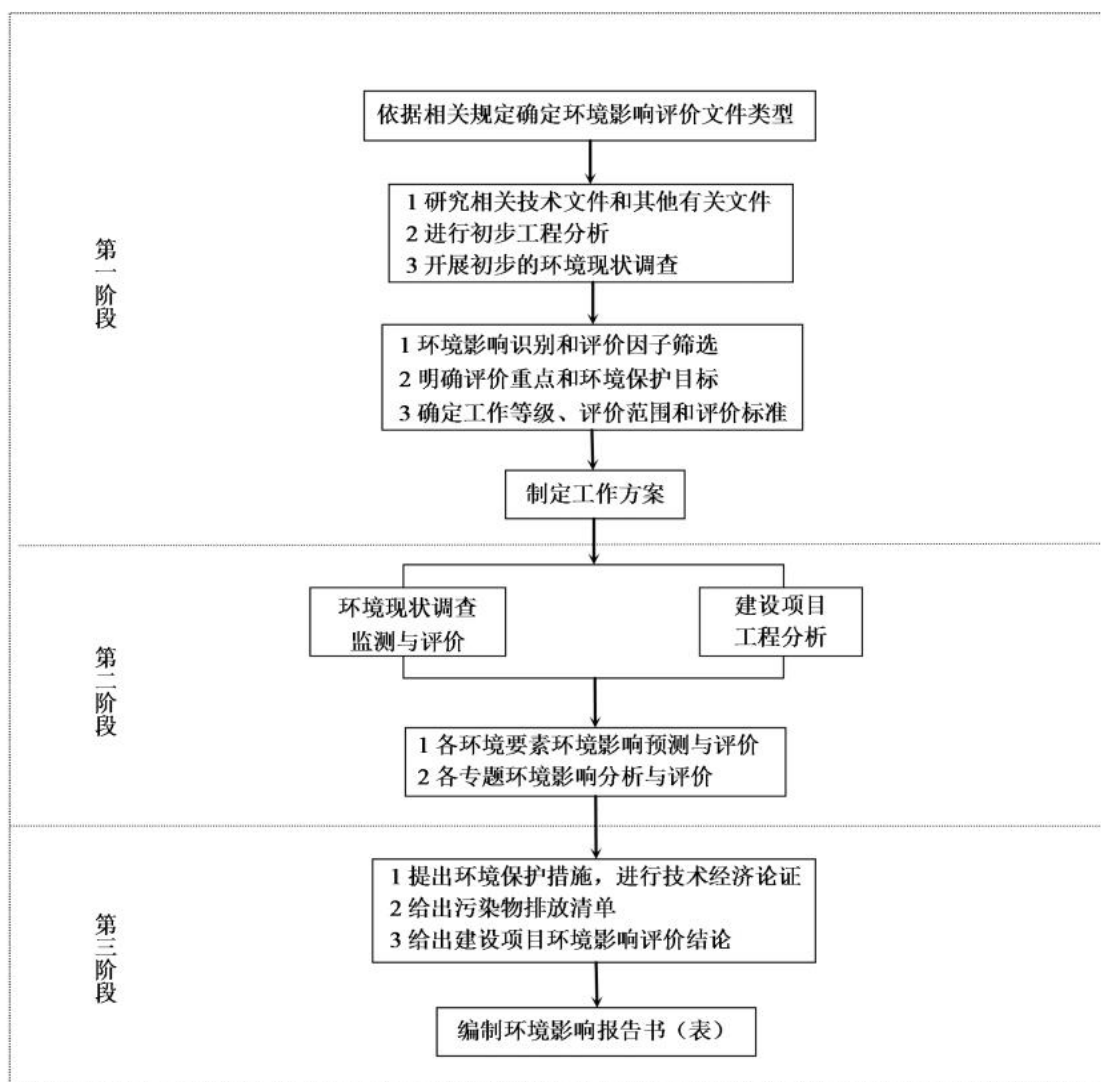 依据相关规定确定环境影响评价文件类型
1 研究相关技术文件和其他有关文件
2 进行初步工程分析
3 开展初步的环境现状调查
第一阶段
1 环境影响识别和评价因子筛选
2 明确评价重点和环境保护目标
3 确定工作等级、评价范围和评价标准
制定工作方案
环境现状调查
监测与评价
建设项目
工程分析
第二阶段
1 各环境要素环境影响预测与评价
2 各专题环境影响分析与评价
1 提出环境保护措施，进行技术经济论证
2 给出污染物排放清单
3 给出建设项目环境影响评价结论
第三阶段
编制环境影响报告书（表）